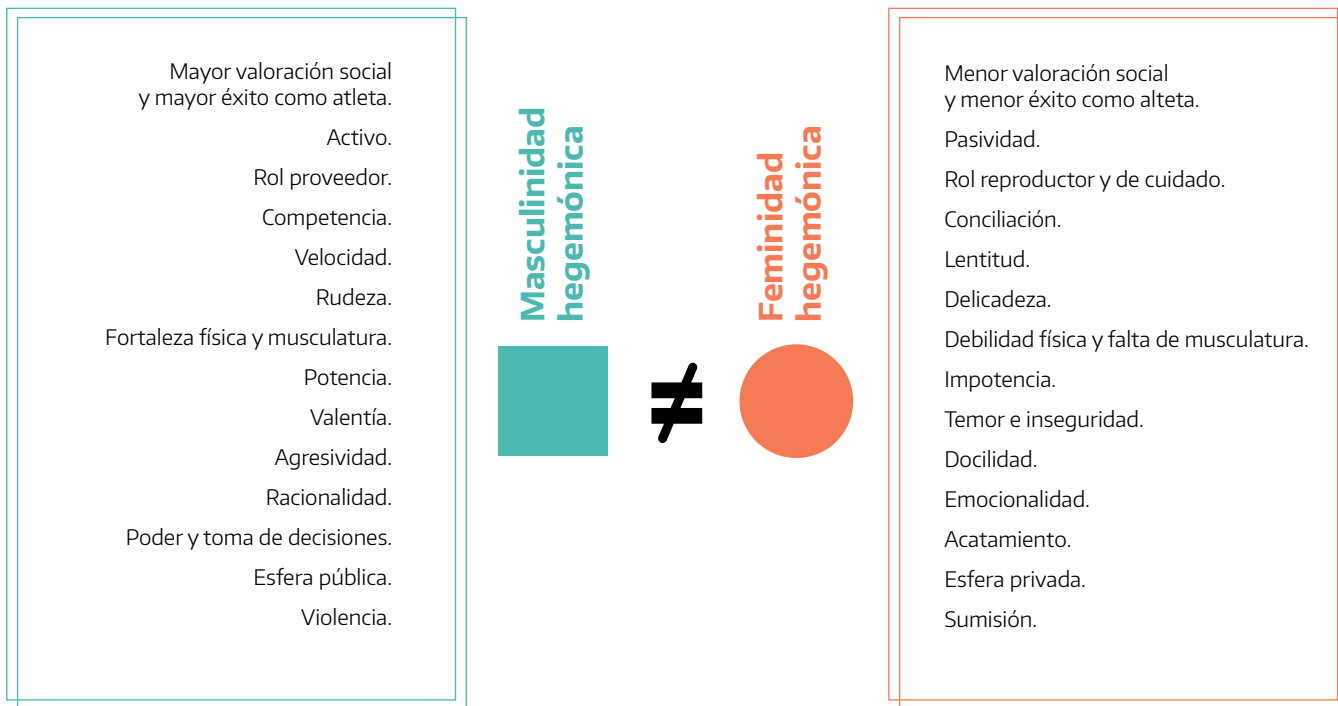 Mayor valoración social
y mayor éxito como atleta.
Activo.
Rol proveedor.
Competencia.
Velocidad.
Rudeza.
Fortaleza física y musculatura.
Potencia.
Valentía.
Agresividad.
Racionalidad.
Poder y toma de decisiones.
Esfera pública.
Violencia.
Masculinidad
hegemónica
≠
Feminidad
hegemónica
Menor valoración social
y menor éxito como alteta.
Pasividad.
Rol reproductor y de cuidado.
Conciliación.
Lentitud.
Delicadeza.
Debilidad física y falta de musculatura.
Impotencia.
Temor e inseguridad.
Docilidad.
Emocionalidad.
Acatamiento.
Esfera privada.
Sumisión.